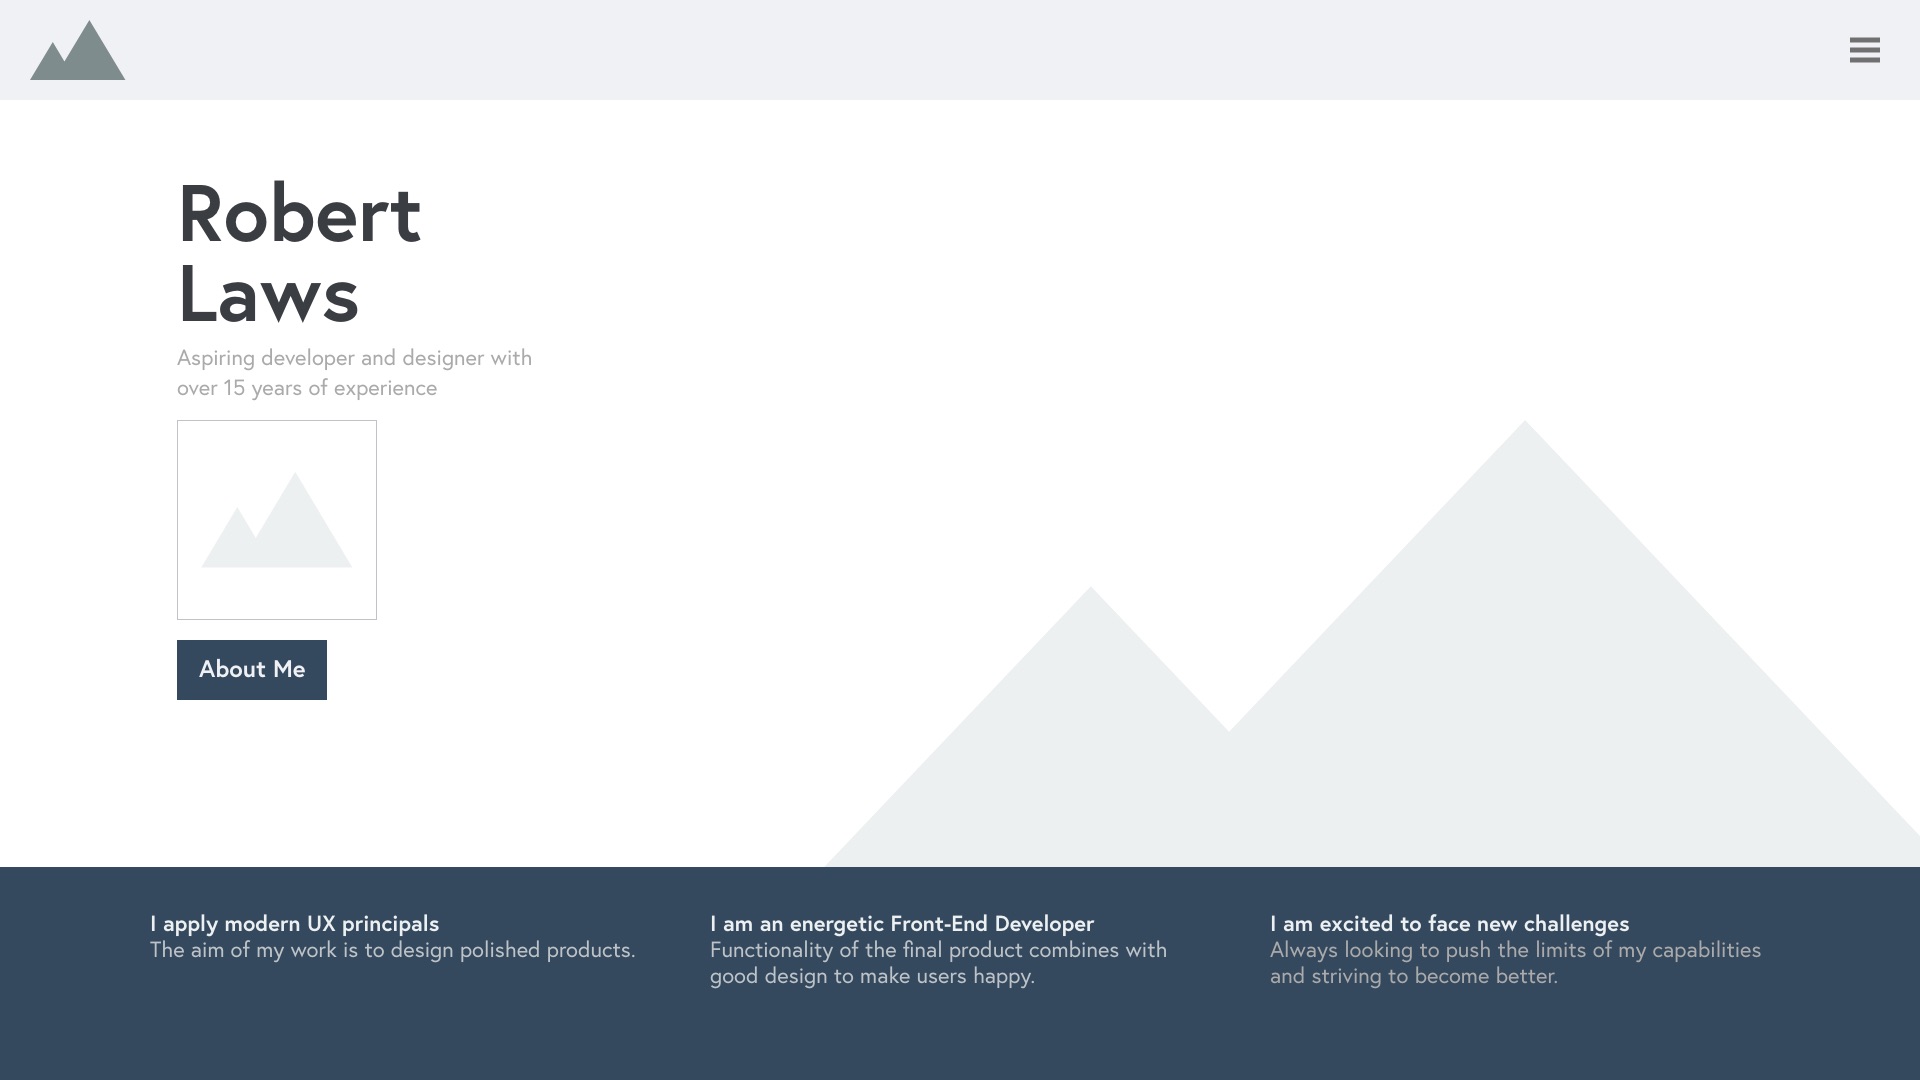 Robert
Laws
Aspiring developer and designer with
over 15 years of experience
About Me
I apply modern UX principals
The aim of my work is to design polished products.
I am an energetic Front-End Developer
Functionality of the final product combines with
good design to make users happy.
I am excited to face new challenges
Always looking to push the limits of my capabilities
and striving to become better.